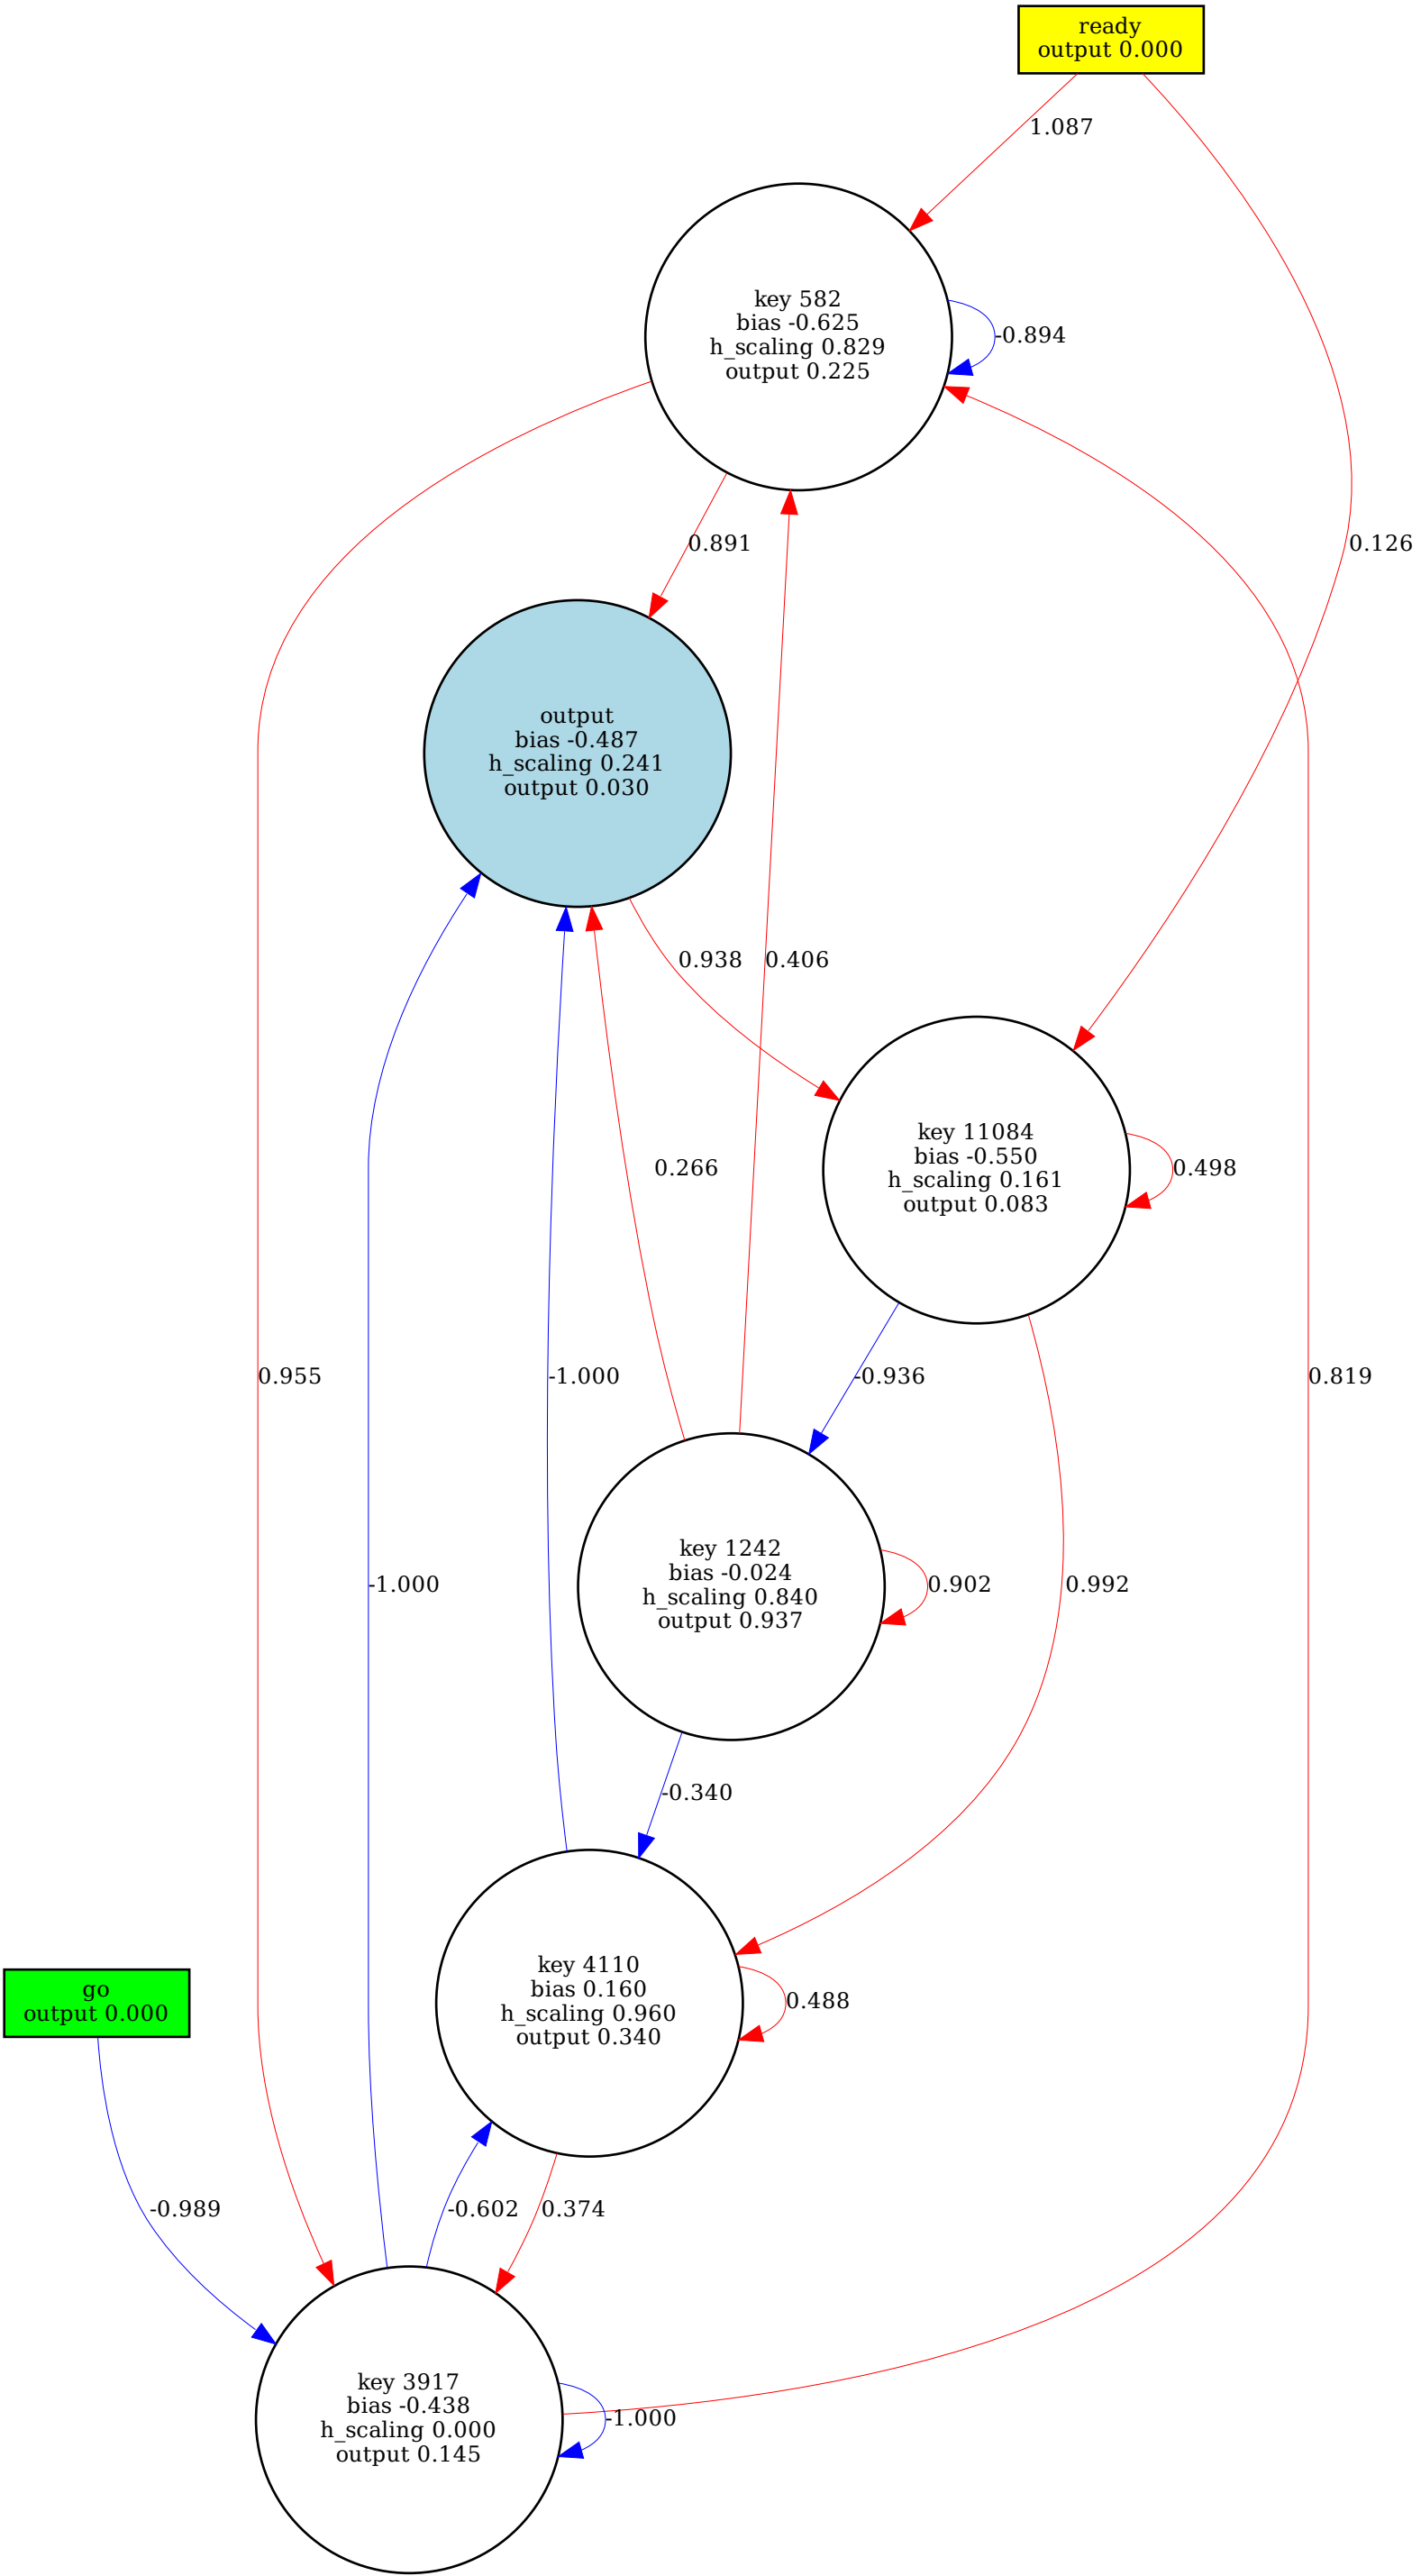 ready
output 0.000
1.087
key 582
bias -0.625
h_scaling 0.829
output 0.225
-0.894
0.891
0.126
output
bias -0.487
h_scaling 0.241
output 0.030
0.938
0.406
key 11084
bias -0.550
h_scaling 0.161
output 0.083
0.266
0.498
0.955
-1.000
-0.936
0.819
key 1242
bias -0.024
h_scaling 0.840
output 0.937
-1.000
0.902
0.992
-0.340
go
output 0.000
key 4110
bias 0.160
h_scaling 0.960
output 0.340
0.488
-0.989
-0.602
0.374
key 3917
bias -0.438
h_scaling 0.000
output 0.145
-1.000